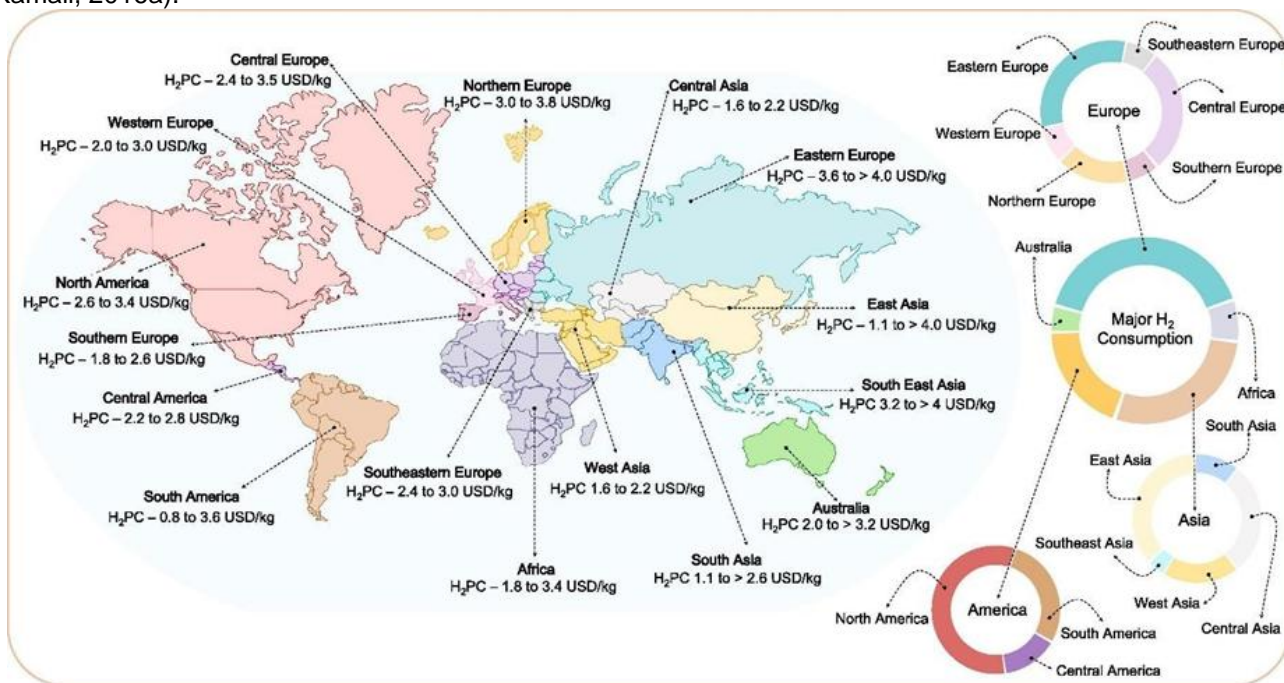 Kamali, 2016a).
Central Europe
H₂PC – 2.4 to 3.5 USD/kg
Northern Europe
H₂PC – 3.0 to 3.8 USD/kg
Central Asia
H₂PC – 1.6 to 2.2 USD/kg
Western Europe
H₂PC – 2.0 to 3.0 USD/kg
Eastern Europe
H₂PC – 3.6 to > 4.0 USD/kg
North America
H₂PC – 2.6 to 3.4 USD/kg
East Asia
H₂PC – 1.1 to > 4.0 USD/kg
Southern Europe
H₂PC – 1.8 to 2.6 USD/kg
South East Asia
H₂PC 3.2 to > 4 USD/kg
Central America
H₂PC – 2.2 to 2.8 USD/kg
Southeastern Europe
H₂PC – 2.4 to 3.0 USD/kg
West Asia
H₂PC 1.6 to 2.2 USD/kg
South America
H₂PC – 0.8 to 3.6 USD/kg
Australia
H₂PC 2.0 to > 3.2 USD/kg
South Asia
H₂PC 1.1 to > 2.6 USD/kg
Africa
H₂PC – 1.8 to 3.4 USD/kg
Southeastern Europe
Eastern Europe
Europe
Central Europe
Western Europe
Southern Europe
Northern Europe
Australia
Major H₂
Consumption
Africa
South Asia
East Asia
Asia
Southeast Asia
West Asia
Central Asia
North America
America
South America
Central America